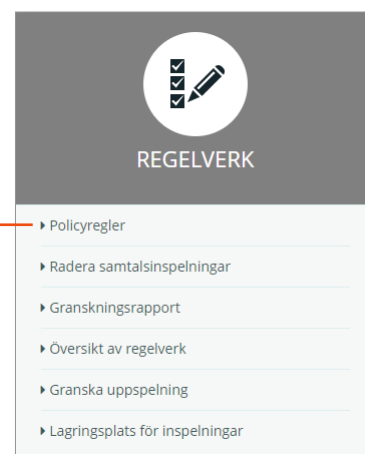 REGELVERK
Policyregler
Radera samtalsinspelningar
Granskningsrapport
Översikt av regelverk
Granska uppspelning
Lagringsplats för inspelningar